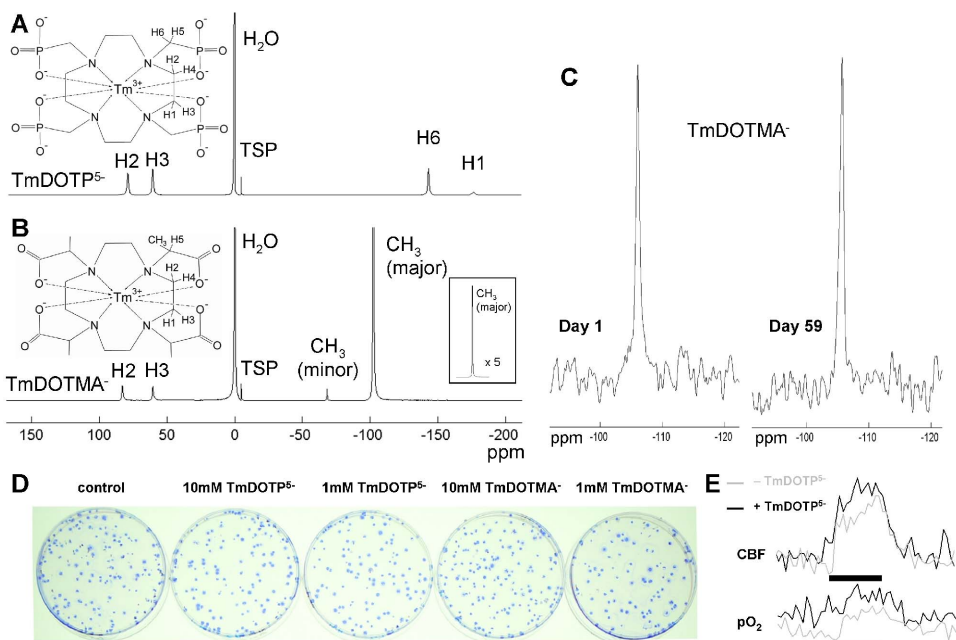 A
O⁻ O⁻
H6 H5
O=P P=O
O⁻ H2 O⁻
N N H4
Tm³⁺
O⁻ O⁻
N N H1 H3
O=P P=O
O⁻ O⁻
H₂O
TSP
H2 H3
H6
H1
TmDOTP⁵⁻
B
O CH₃ H5 O
H2
O⁻ N N H4 O⁻
Tm³⁺
O⁻ O⁻
N N H1 H3
O O
H₂O
CH₃
(major)
CH₃
(major)
x 5
CH₃
(minor)
TSP
H2 H3
TmDOTMA⁻
150 100 50 0 -50 -100 -150 -200
ppm
C
TmDOTMA⁻
Day 1
Day 59
ppm -100 -110 -120
ppm -100 -110 -120
D
control
10mM TmDOTP⁵⁻
1mM TmDOTP⁵⁻
10mM TmDOTMA⁻
1mM TmDOTMA⁻
E
− TmDOTP⁵⁻
+ TmDOTP⁵⁻
CBF
pO₂